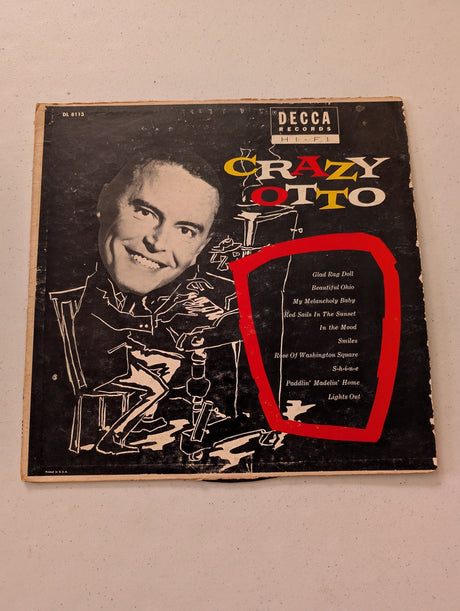 DL 8113
DECCA
RECORDS
HI-FI
CRAZY
OTTO
Glad Rag Doll
Beautiful Ohio
My Melancholy Baby
Red Sails In The Sunset
In the Mood
Smiles
Rose Of Washington Square
S-h-i-n-e
Paddlin' Madelin' Home
Lights Out
Printed in U.S.A.